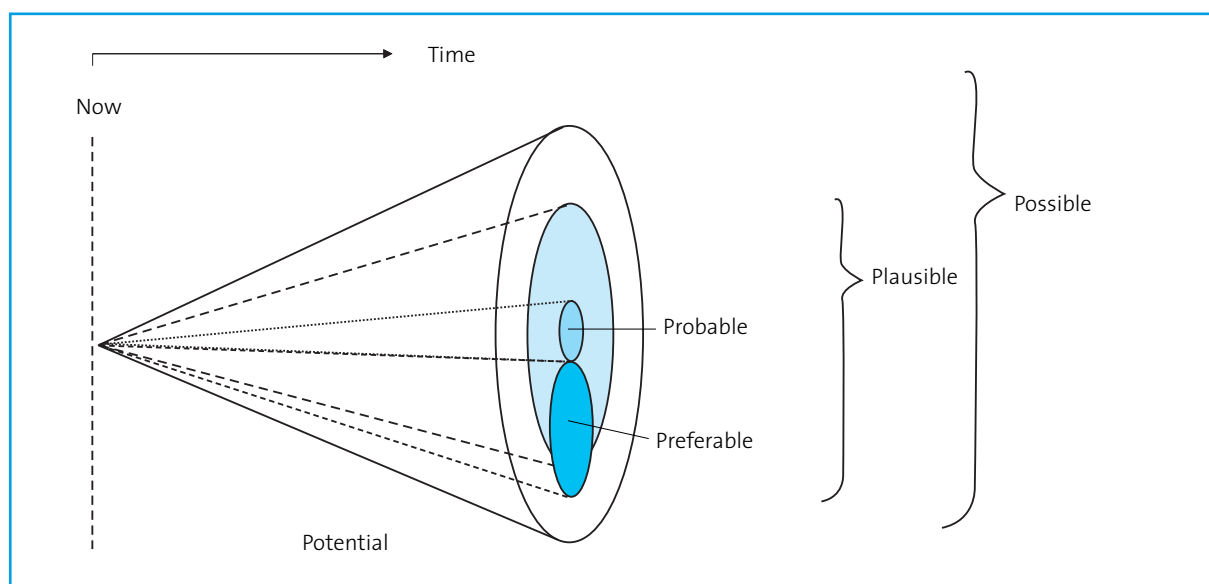 Time
Now
Possible
Plausible
Probable
Preferable
Potential